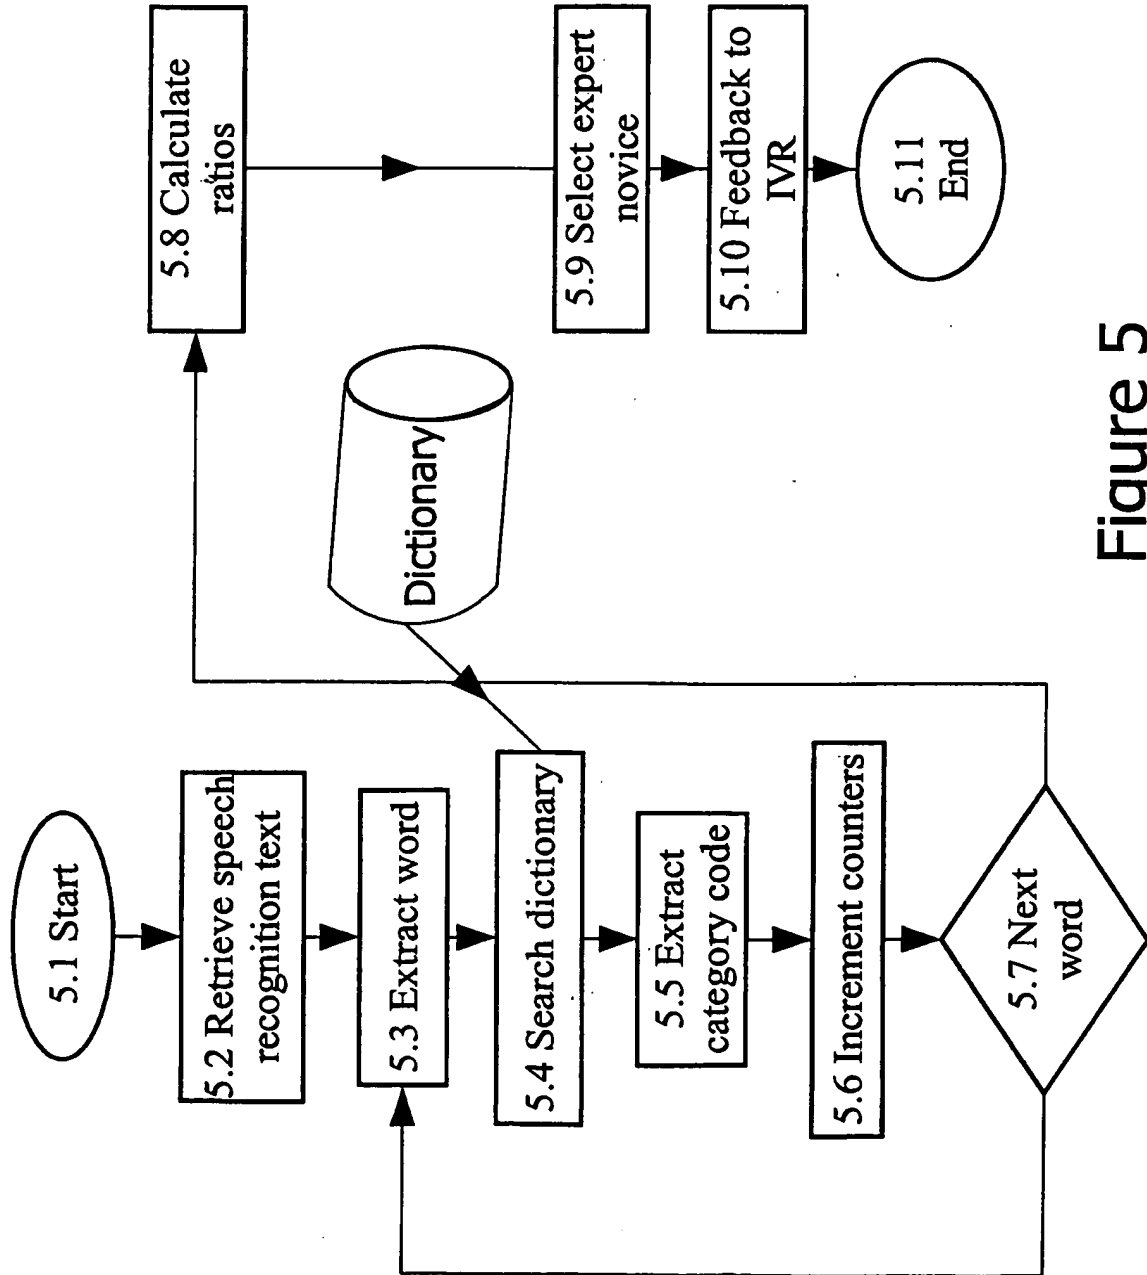 5.1 Start
5.2 Retrieve speech
recognition text
5.3 Extract word
5.4 Search dictionary
5.5 Extract
category code
5.6 Increment counters
5.7 Next
word
Dictionary
5.8 Calculate
ratios
5.9 Select expert
novice
5.10 Feedback to
IVR
5.11
End
Figure 5